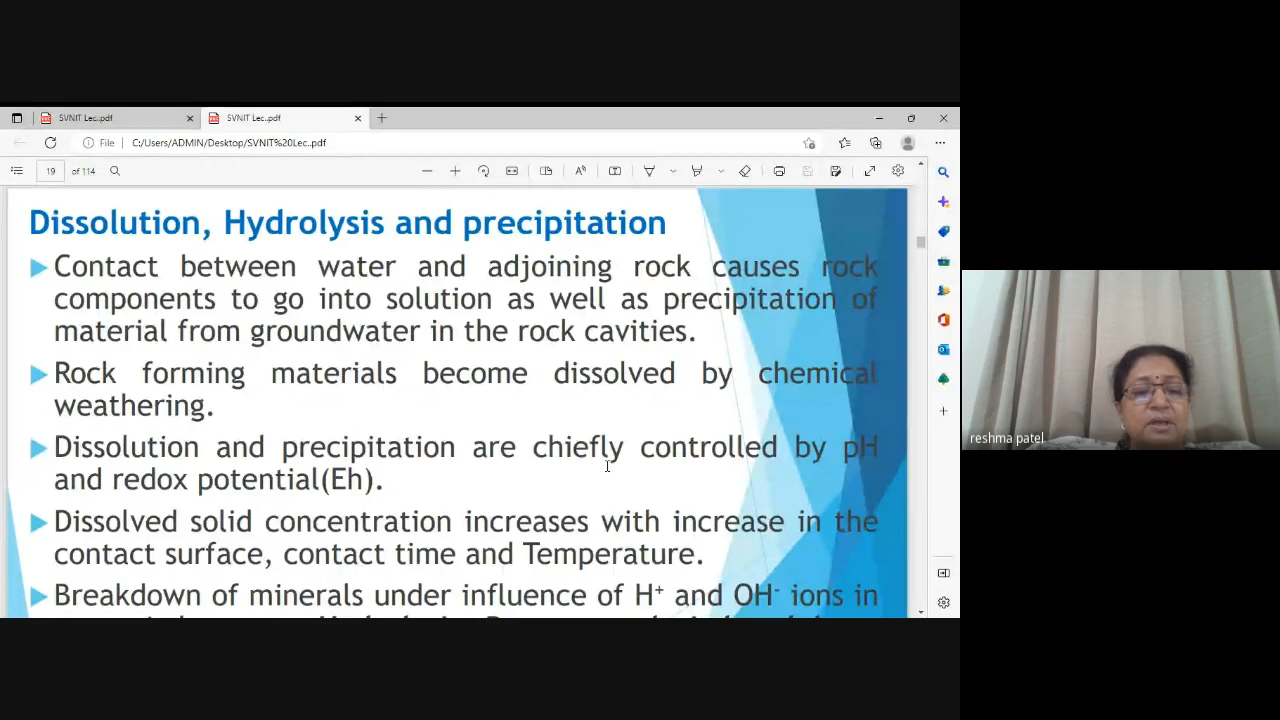 SVNIT Lec..pdf
SVNIT Lec..pdf
File
C:/Users/ADMIN/Desktop/SVNIT%20Lec..pdf
19 of 114
Dissolution, Hydrolysis and precipitation
Contact between water and adjoining rock causes rock
components to go into solution as well as precipitation of
material from groundwater in the rock cavities.
Rock forming materials become dissolved by chemical
weathering.
Dissolution and precipitation are chiefly controlled by pH
and redox potential(Eh).
Dissolved solid concentration increases with increase in the
contact surface, contact time and Temperature.
Breakdown of minerals under influence of H⁺ and OH⁻ ions in
reshma patel